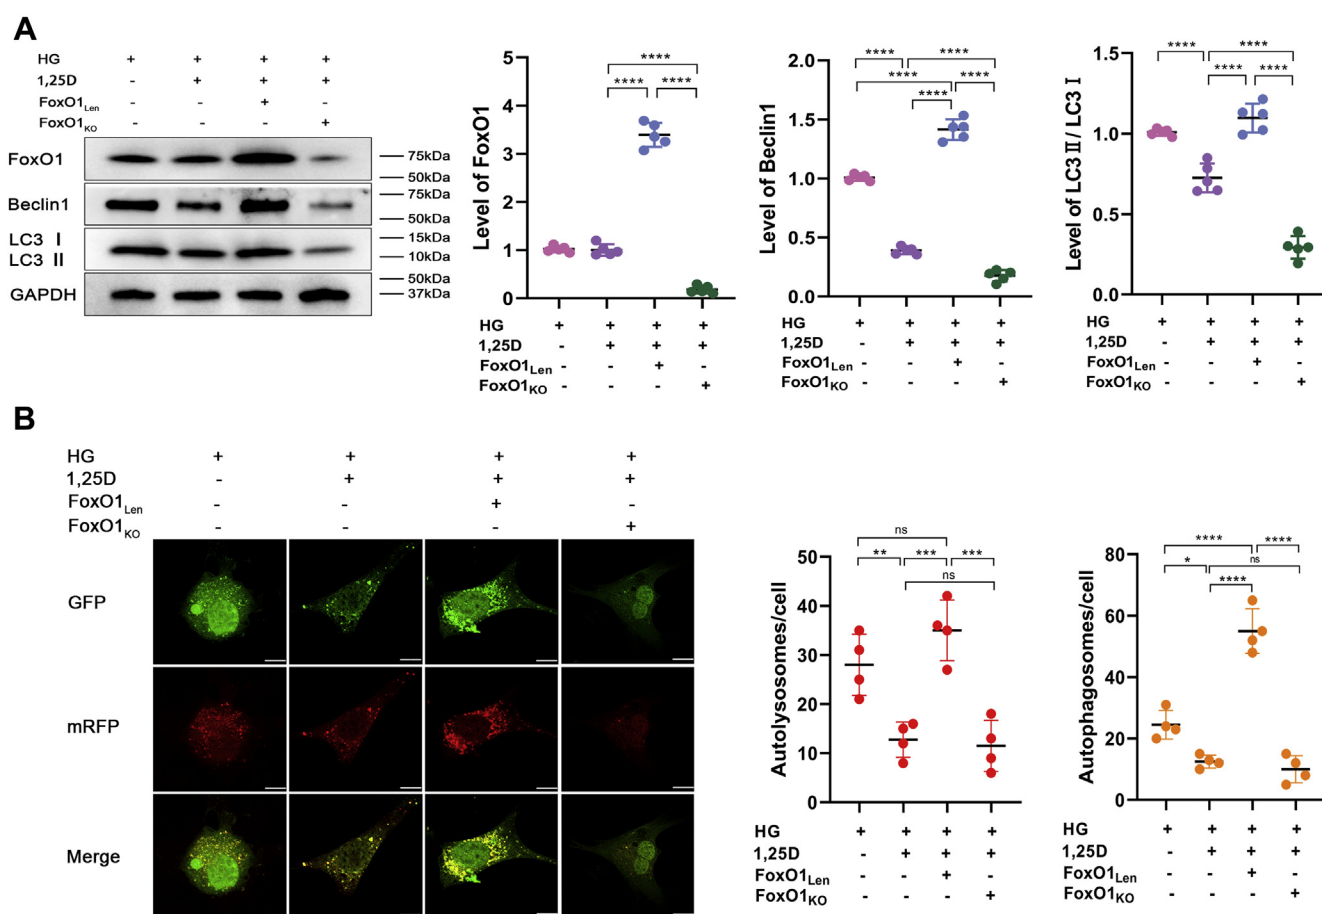 A
HG + + + +
1,25D - + + +
FoxO1Len - - + -
FoxO1KO - - - +
FoxO1
Beclin1
LC3 Ⅰ
LC3 Ⅱ
GAPDH
75kDa
50kDa
75kDa
50kDa
15kDa
10kDa
50kDa
37kDa
Level of FoxO1
5
4
3
2
1
0
****
**** ****
HG + + + +
1,25D - + + +
FoxO1Len - - + -
FoxO1KO - - - +
Level of Beclin1
2.0
1.5
1.0
0.5
0.0
**** ****
**** ****
****
HG + + + +
1,25D - + + +
FoxO1Len - - + -
FoxO1KO - - - +
Level of LC3 Ⅱ / LC3 Ⅰ
1.5
1.0
0.5
0.0
**** ****
**** ****
HG + + + +
1,25D - + + +
FoxO1Len - - + -
FoxO1KO - - - +
B
HG + + + +
1,25D - + + +
FoxO1Len - - + -
FoxO1KO - - - +
GFP
mRFP
Merge
Autolysosomes/cell
50
40
30
20
10
0
ns
** *** ***
ns
HG + + + +
1,25D - + + +
FoxO1Len - - + -
FoxO1KO - - - +
Autophagosomes/cell
80
60
40
20
0
**** ****
* ns
****
HG + + + +
1,25D - + + +
FoxO1Len - - + -
FoxO1KO - - - +